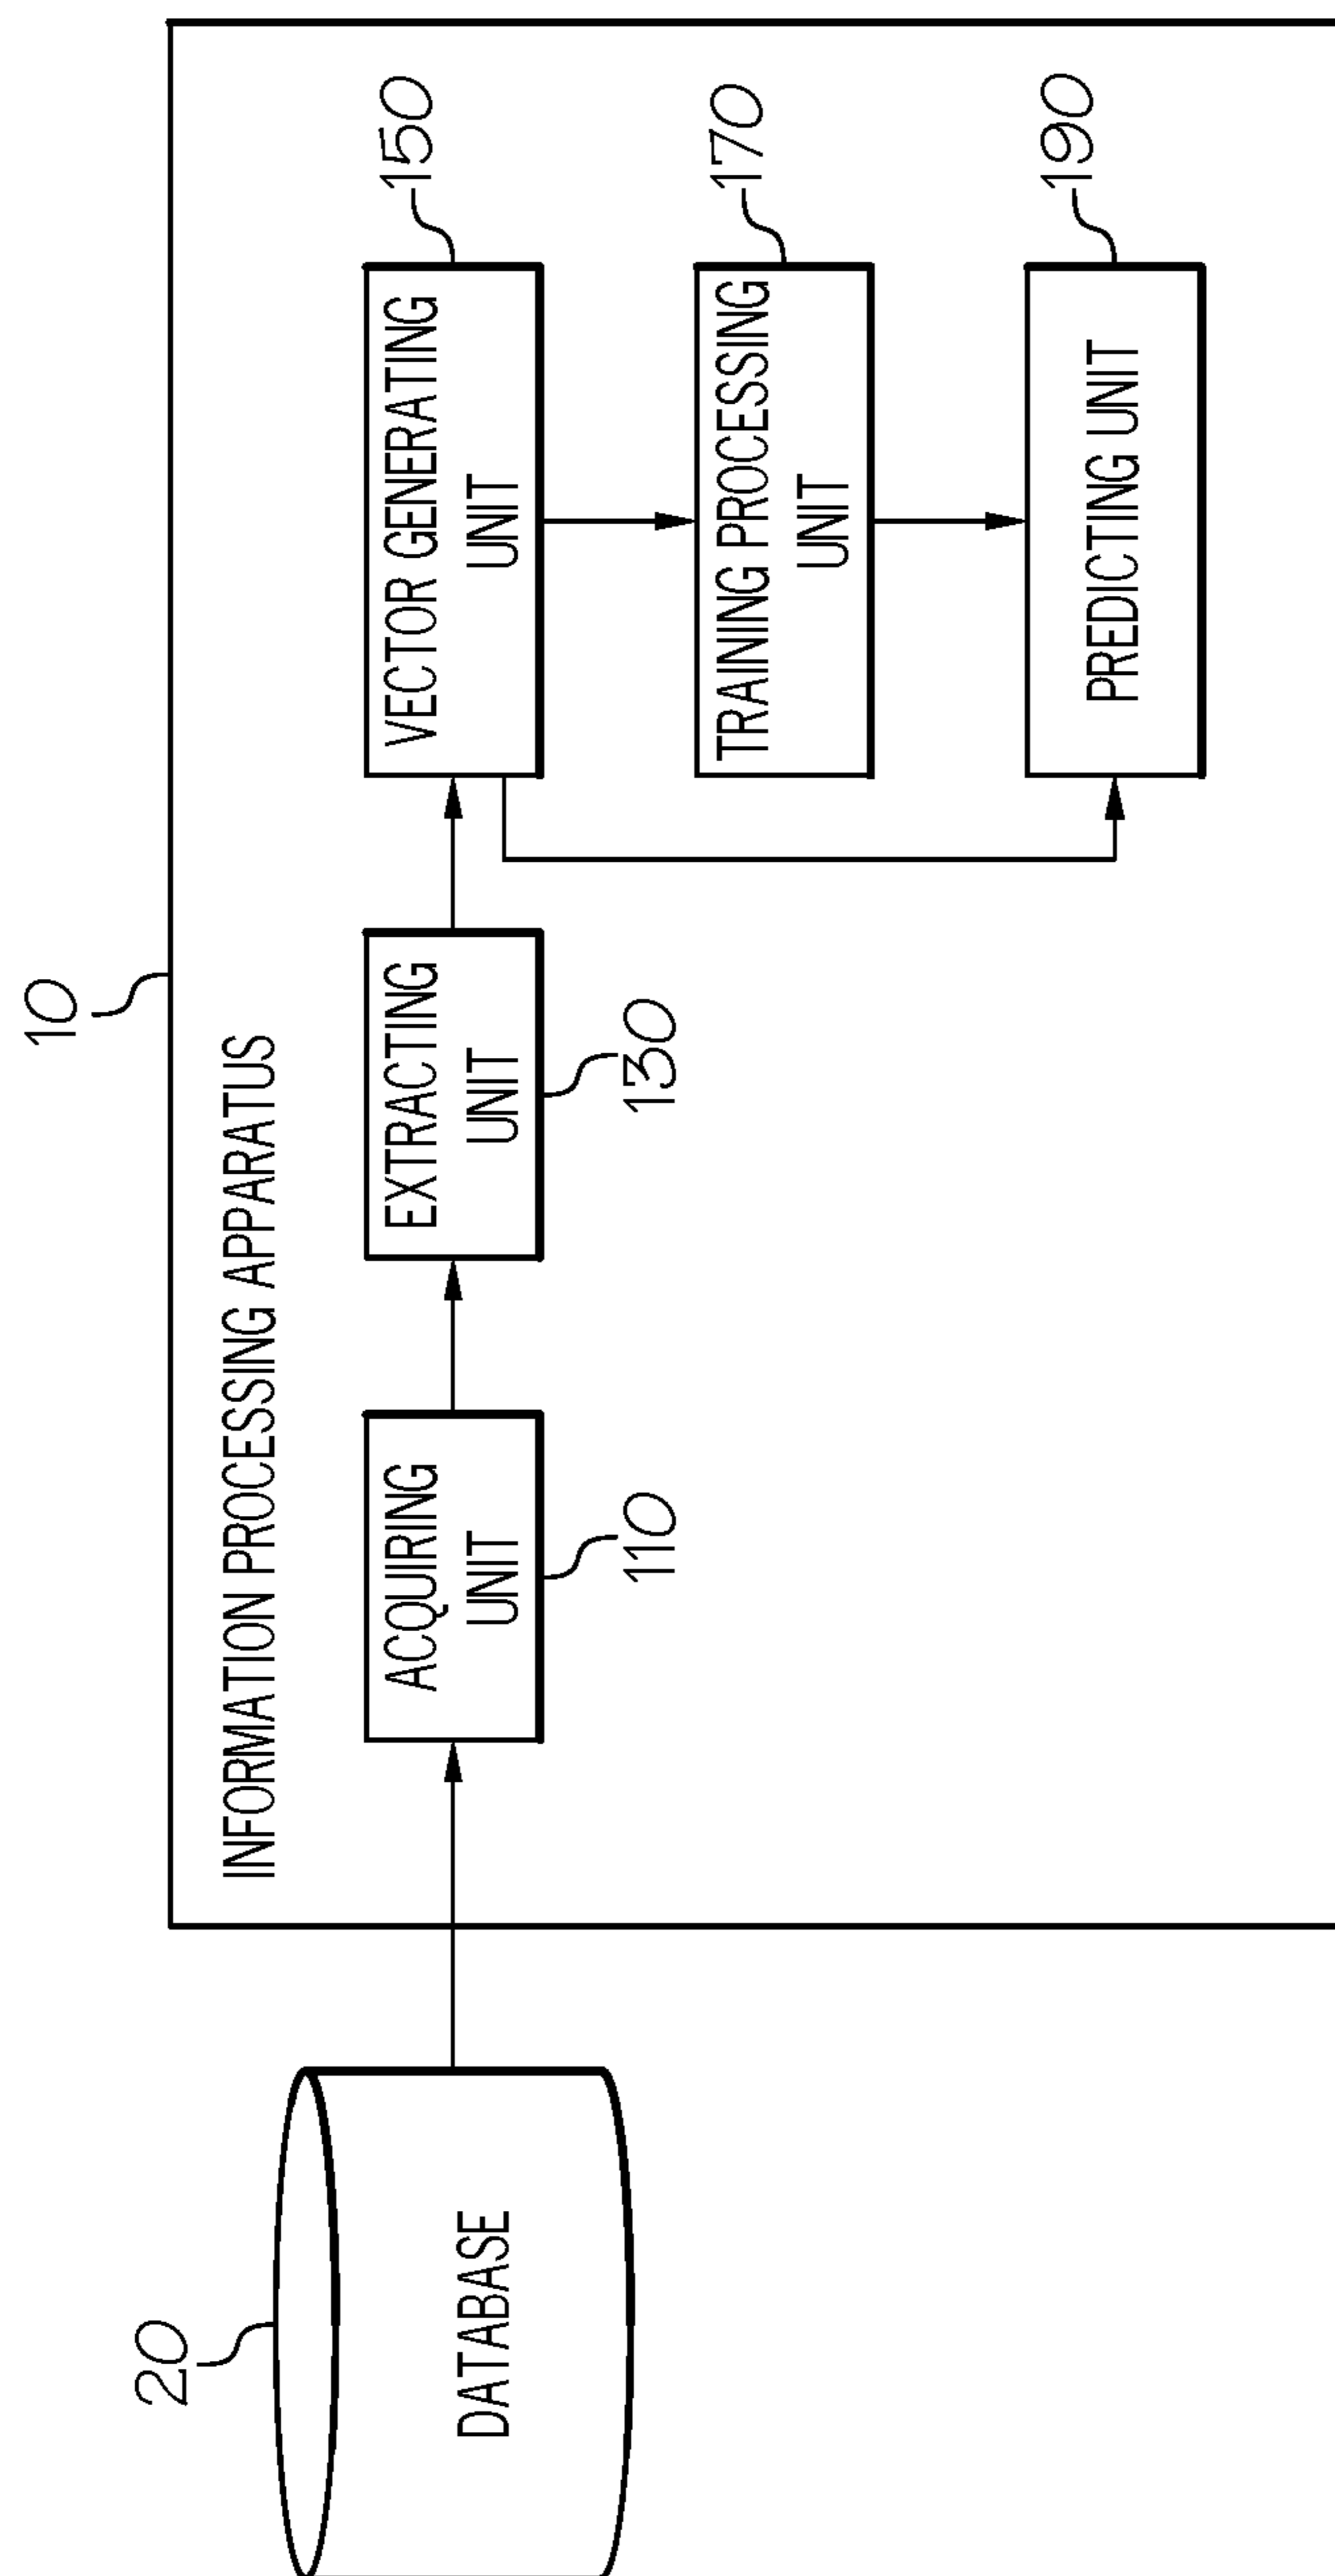 10
INFORMATION PROCESSING APPARATUS
20
DATABASE
ACQUIRING
UNIT
110
EXTRACTING
UNIT
130
VECTOR GENERATING
UNIT
150
TRAINING PROCESSING
UNIT
170
PREDICTING UNIT
190